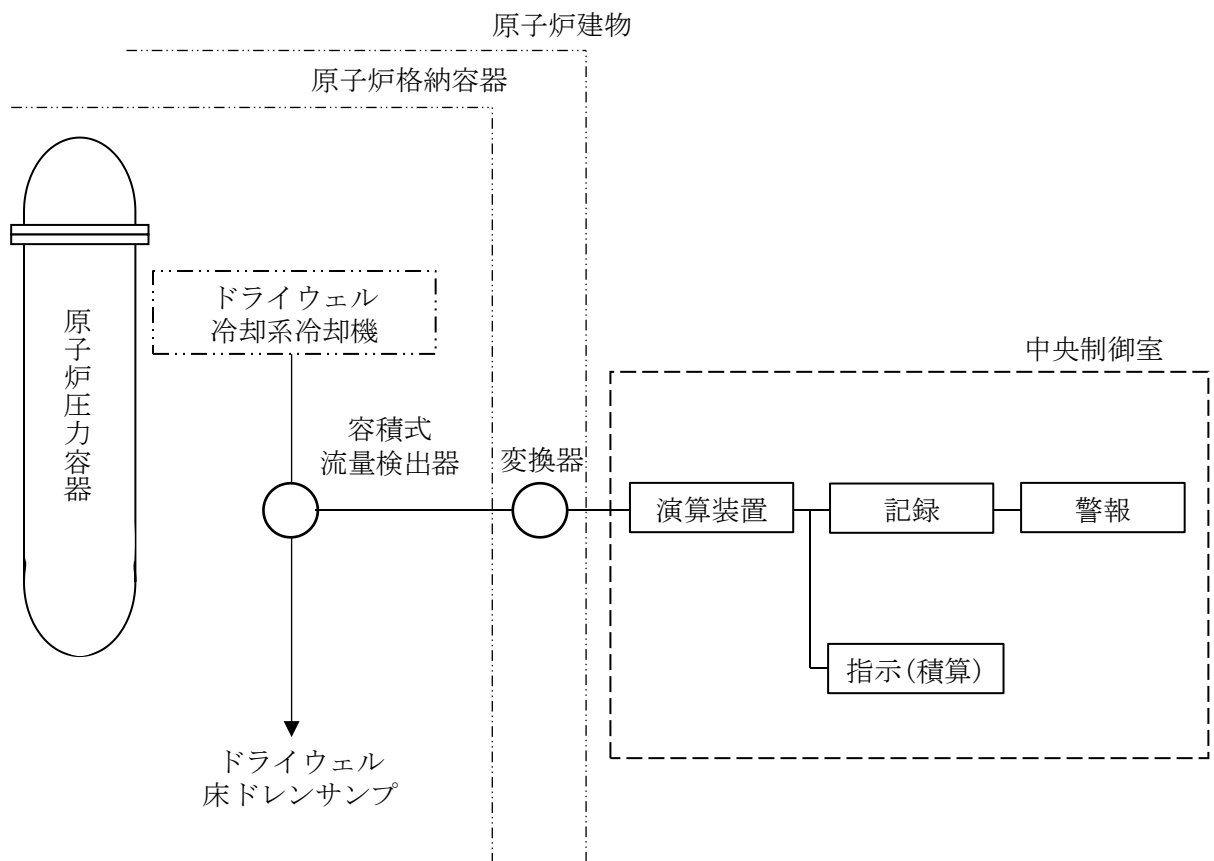 原子炉建物
原子炉格納容器
原子炉圧力容器
ドライウェル
冷却系冷却機
中央制御室
容積式
流量検出器
変換器
演算装置
記録
警報
指示(積算)
ドライウェル
床ドレンサンプ